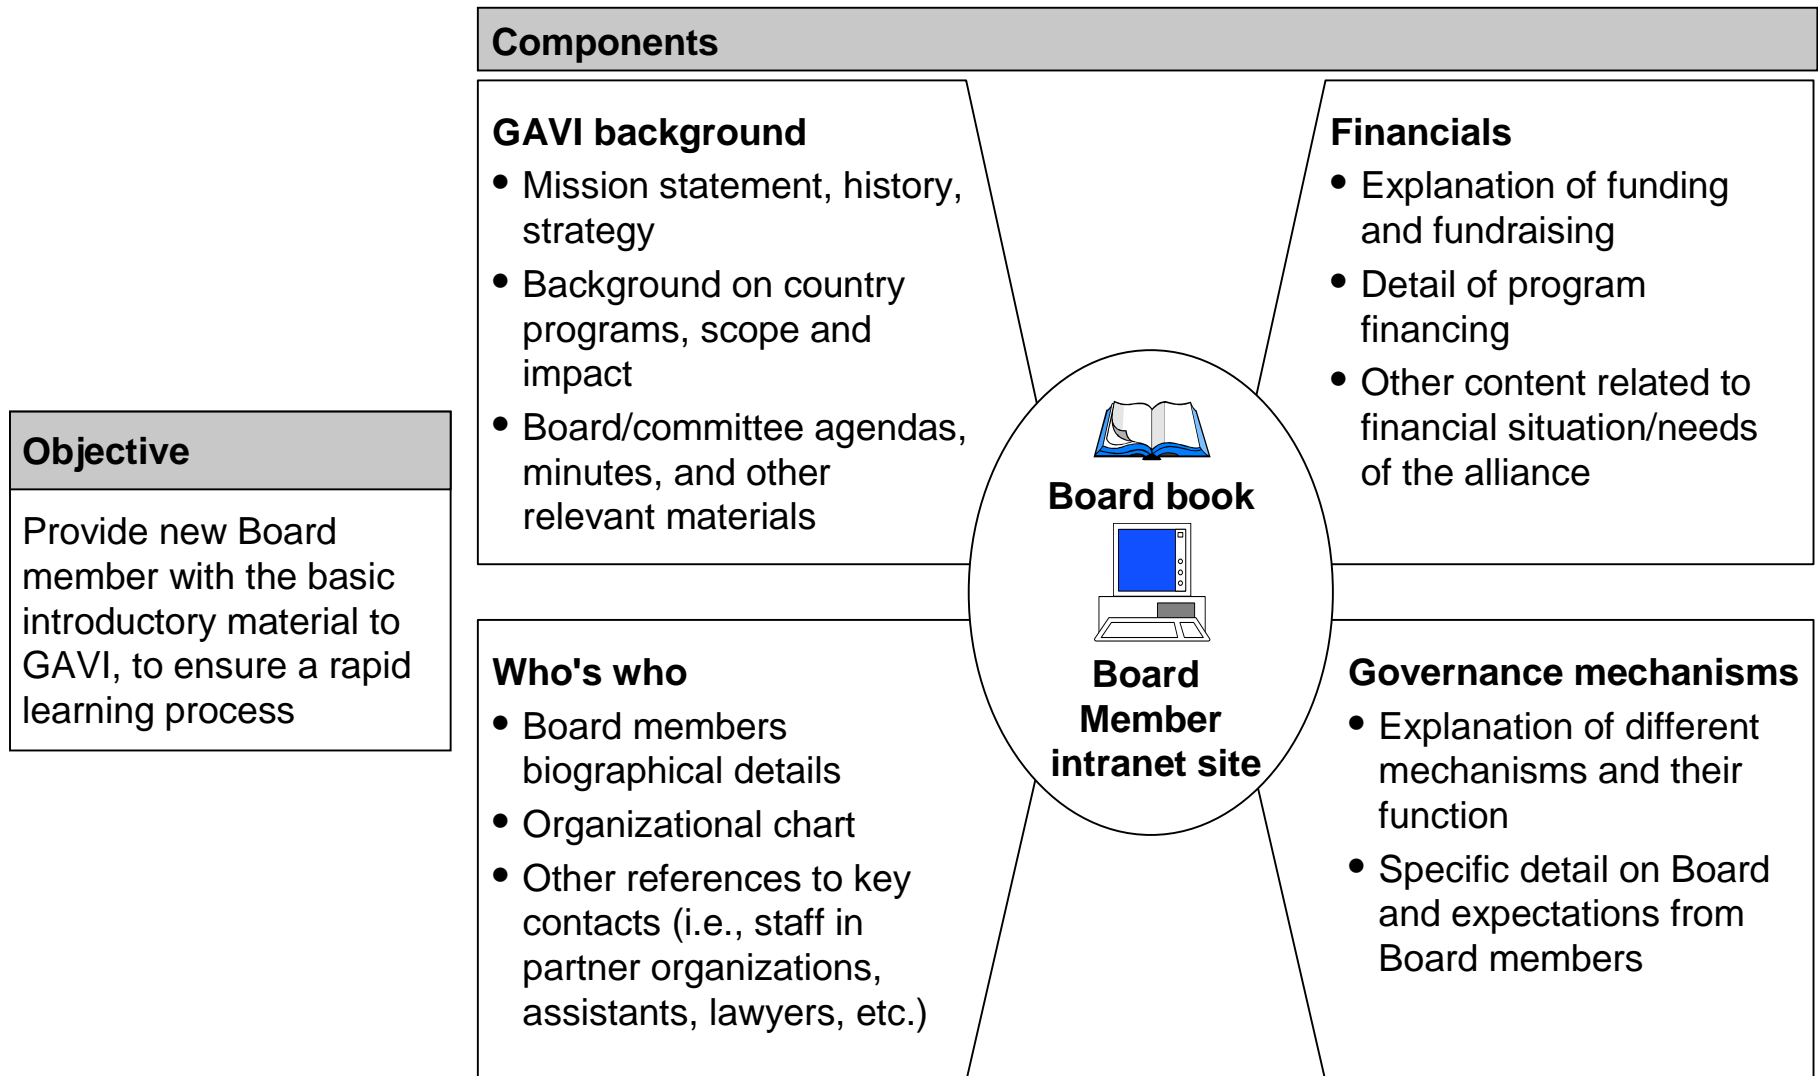 Components
GAVI background
• Mission statement, history,
strategy
• Background on country
programs, scope and
impact
• Board/committee agendas,
minutes, and other
relevant materials
Financials
• Explanation of funding
and fundraising
• Detail of program
financing
• Other content related to
financial situation/needs
of the alliance
Objective
Provide new Board
member with the basic
introductory material to
GAVI, to ensure a rapid
learning process
Board book
Board
Member
intranet site
Who's who
• Board members
biographical details
• Organizational chart
• Other references to key
contacts (i.e., staff in
partner organizations,
assistants, lawyers, etc.)
Governance mechanisms
• Explanation of different
mechanisms and their
function
• Specific detail on Board
and expectations from
Board members